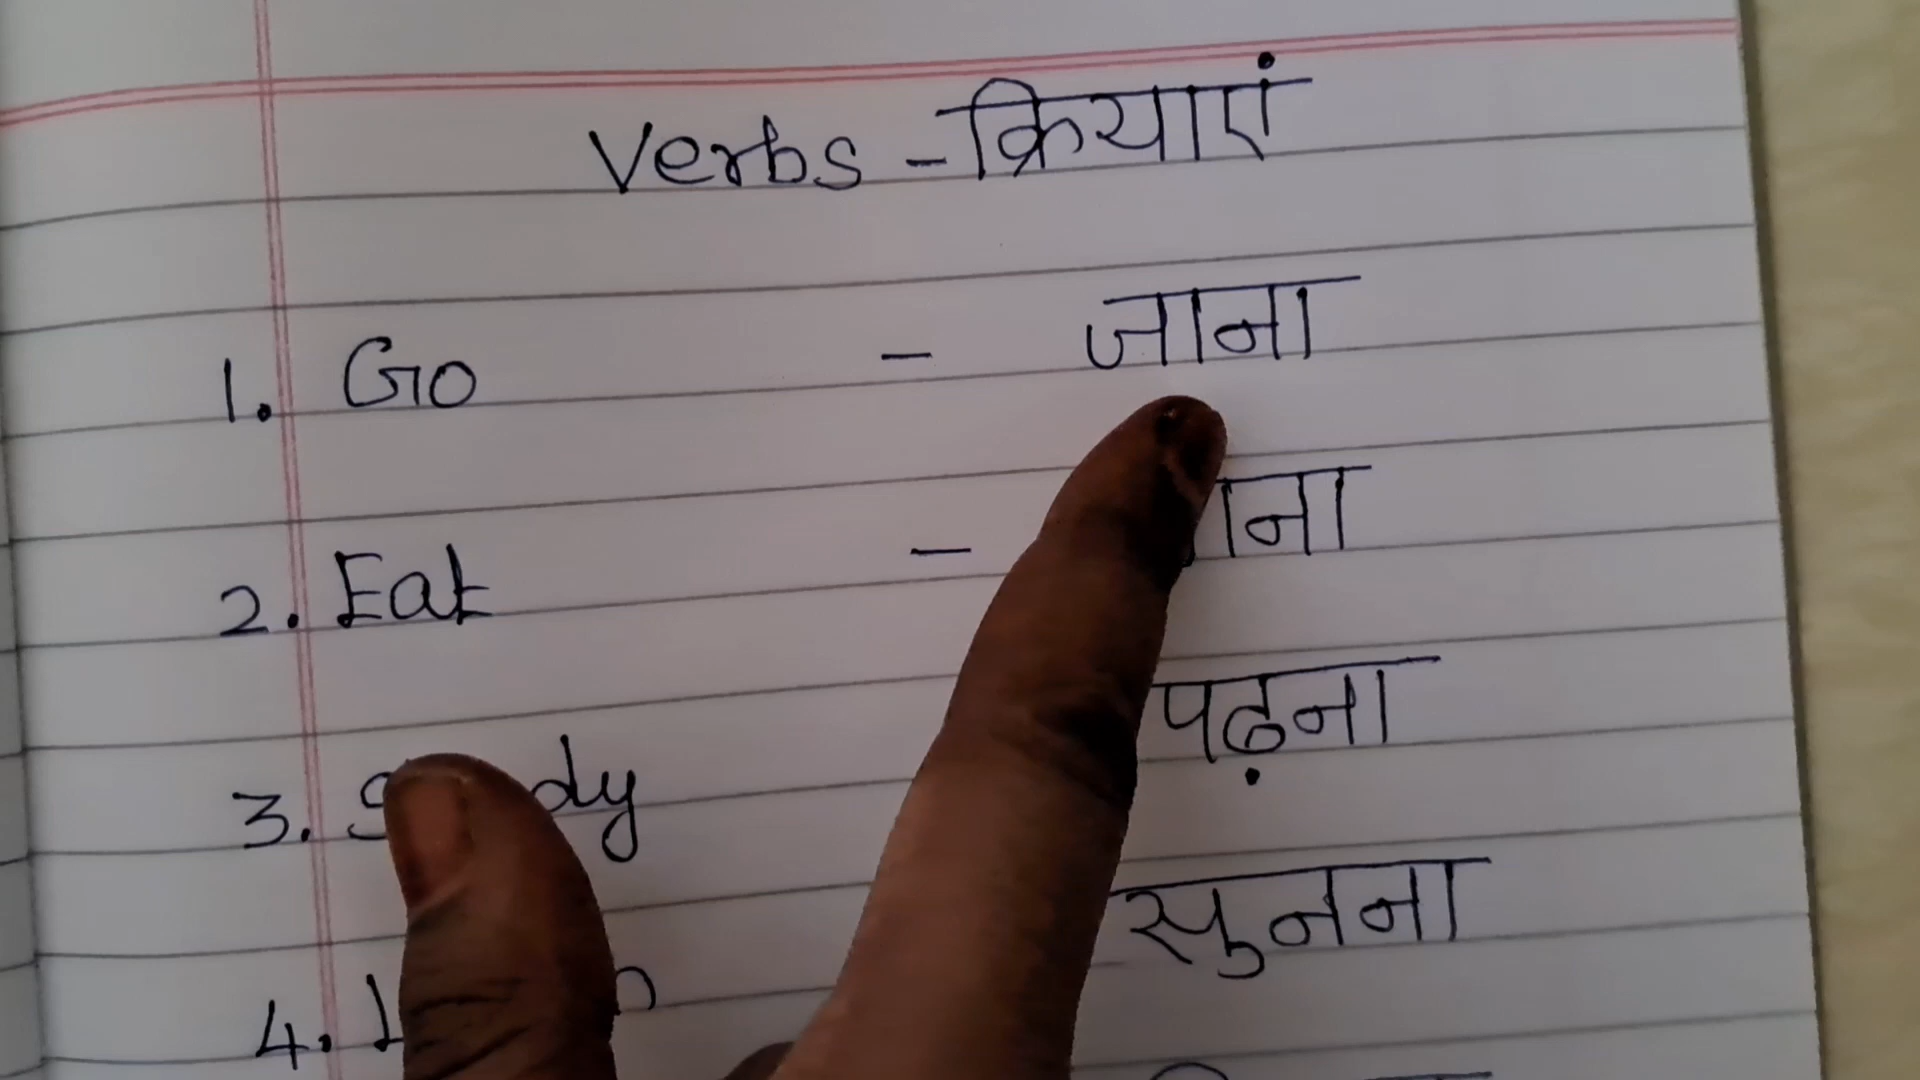 Verbs - क्रियाएं
1. Go - जाना
2. Eat - ाना
3. S dy पढ़ना
4. L n सुनना